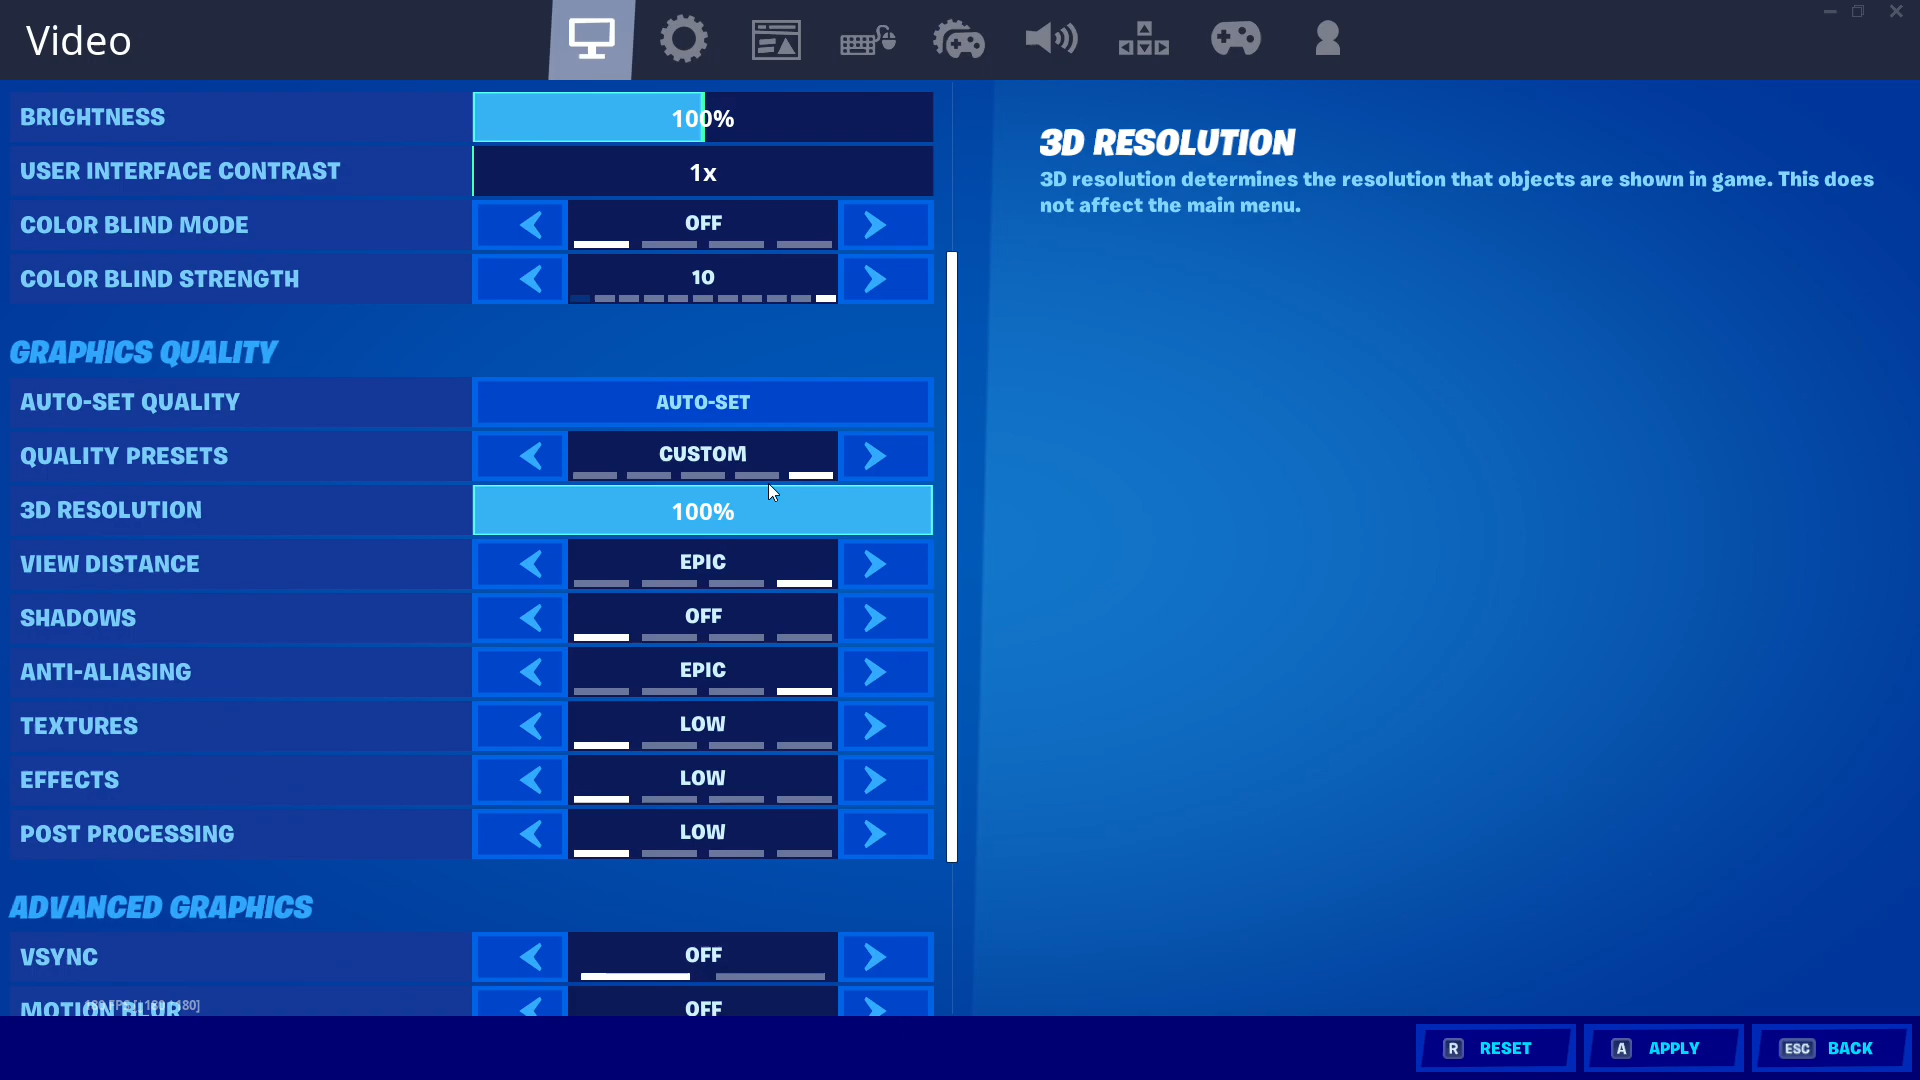 Video
BRIGHTNESS
100%
USER INTERFACE CONTRAST
1x
COLOR BLIND MODE
OFF
COLOR BLIND STRENGTH
10
GRAPHICS QUALITY
AUTO-SET QUALITY
AUTO-SET
QUALITY PRESETS
CUSTOM
3D RESOLUTION
100%
VIEW DISTANCE
EPIC
SHADOWS
OFF
ANTI-ALIASING
EPIC
TEXTURES
LOW
EFFECTS
LOW
POST PROCESSING
LOW
ADVANCED GRAPHICS
VSYNC
OFF
MOTION BLUR
OFF
3D RESOLUTION
3D resolution determines the resolution that objects are shown in game. This does
not affect the main menu.
R RESET
A APPLY
ESC BACK